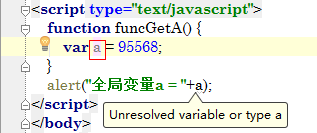 <script type="text/javascript">
function funcGetA() {
var a = 95568;
}
alert("全局变量a = "+a);
</script>
Unresolved variable or type a
</body>